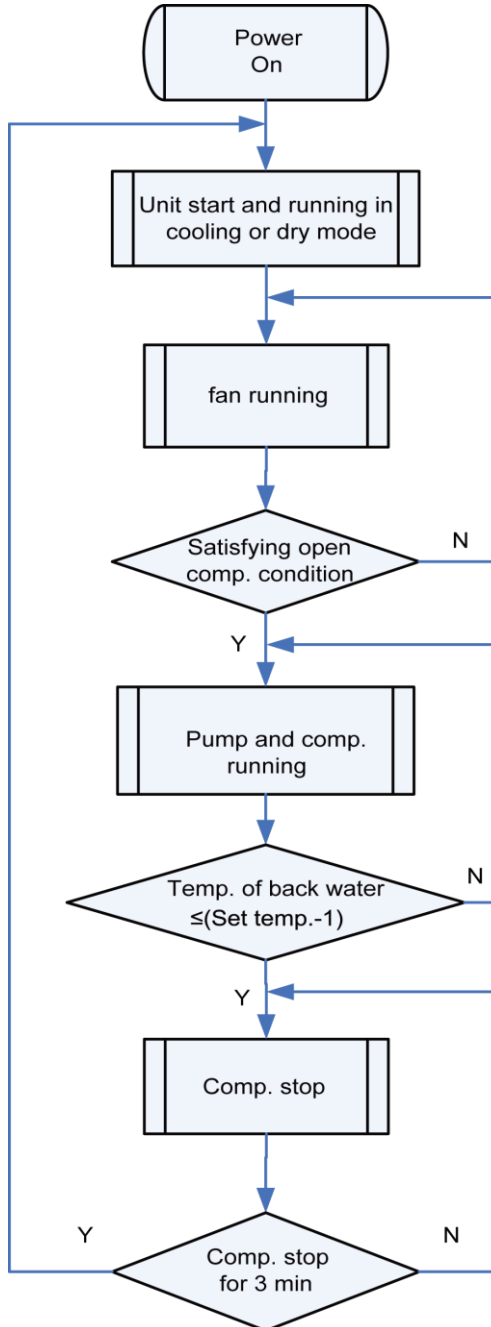 Power
On
Unit start and running in
cooling or dry mode
fan running
Satisfying open
comp. condition
N
Y
Pump and comp.
running
Temp. of back water
≤(Set temp.-1)
N
Y
Comp. stop
Y
Comp. stop
for 3 min
N